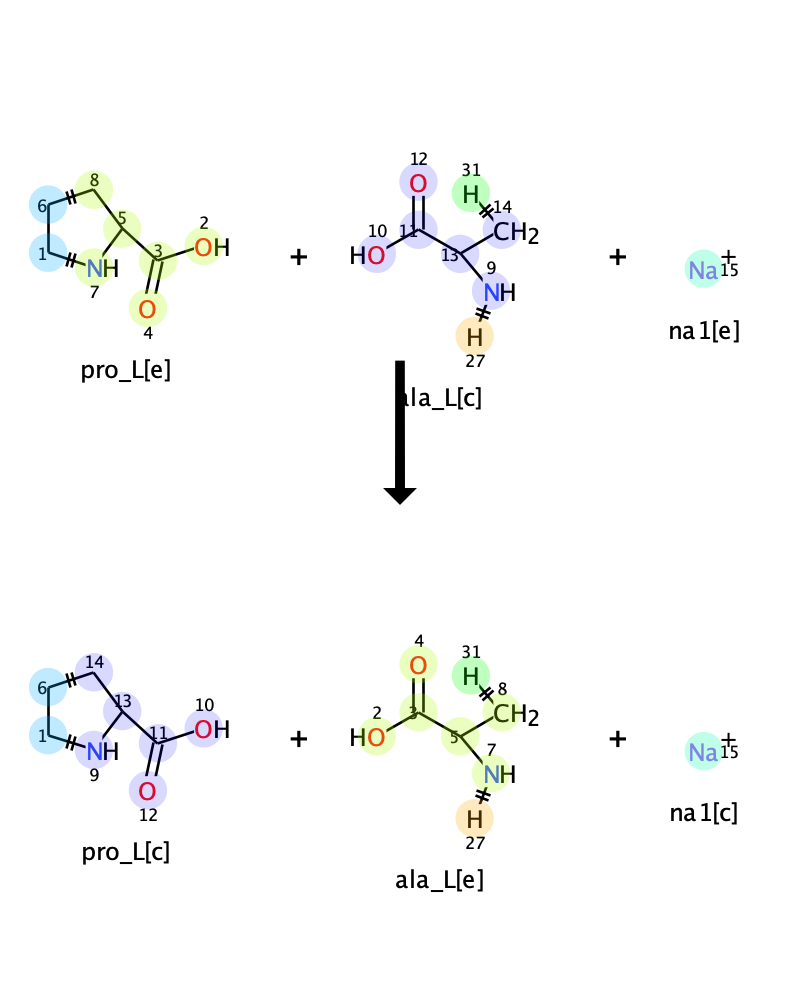 8
6
5
2
1
3
NH
OH
7
O
4
pro_L[e]
+
12
O
31
H
14
10
11
CH2
HO
13
9
NH
H
27
ala_L[c]
+
Na+
15
na1[e]
14
6
13
10
1
11
NH
OH
9
O
12
pro_L[c]
+
4
O
31
H
8
2
3
CH2
HO
5
7
NH
H
27
ala_L[e]
+
Na+
15
na1[c]